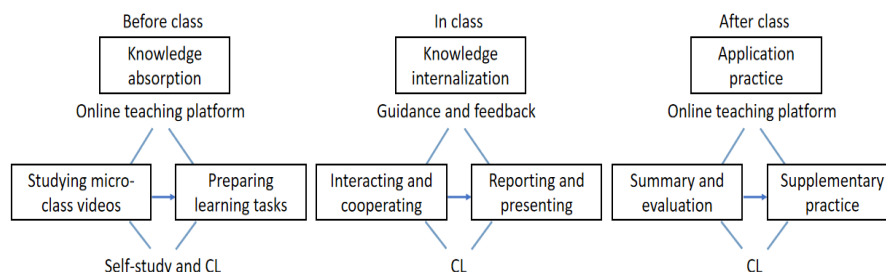 Before class
Knowledge
absorption
Online teaching platform
Studying micro-
class videos
Preparing
learning tasks
Self-study and CL
In class
Knowledge
internalization
Guidance and feedback
Interacting and
cooperating
Reporting and
presenting
CL
After class
Application
practice
Online teaching platform
Summary and
evaluation
Supplementary
practice
CL